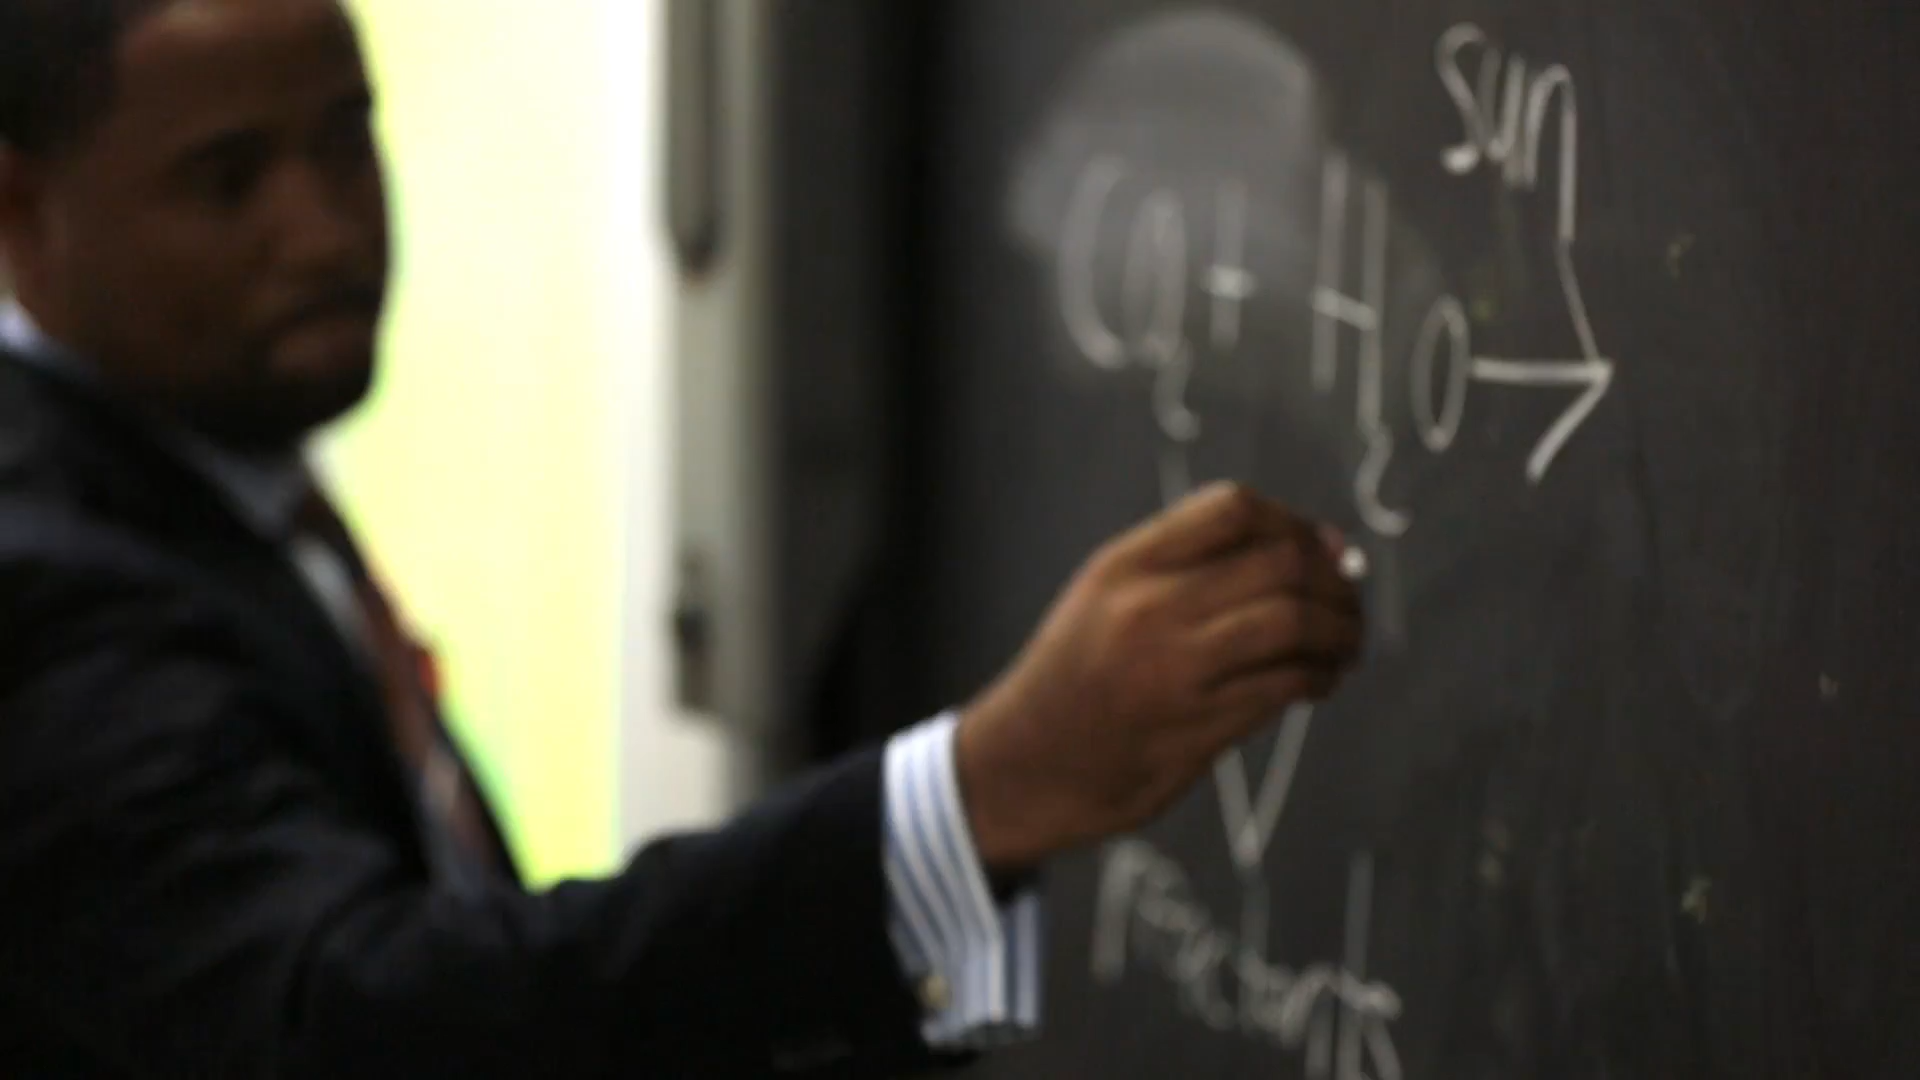 sun
CO₂ + H₂O →
reactants